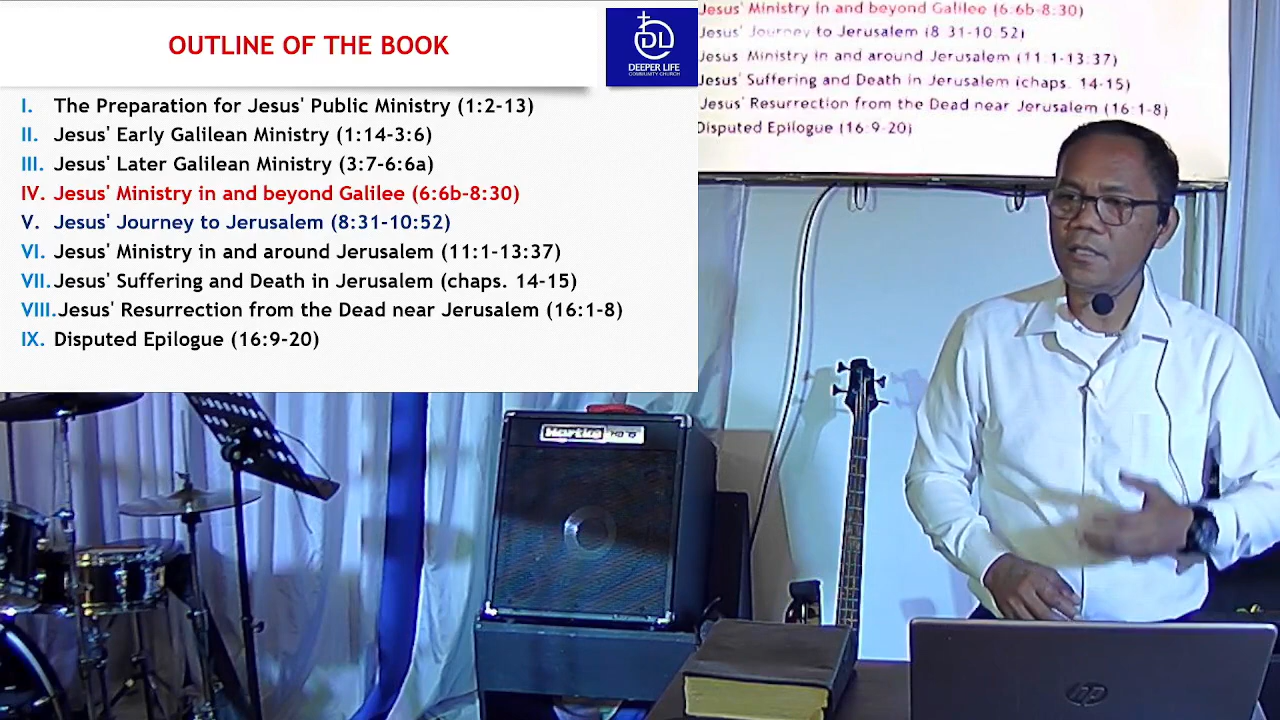 OUTLINE OF THE BOOK
DL
DEEPER LIFE
COMMUNITY CHURCH
I. The Preparation for Jesus' Public Ministry (1:2-13)
II. Jesus' Early Galilean Ministry (1:14-3:6)
III. Jesus' Later Galilean Ministry (3:7-6:6a)
IV. Jesus' Ministry in and beyond Galilee (6:6b-8:30)
V. Jesus' Journey to Jerusalem (8:31-10:52)
VI. Jesus' Ministry in and around Jerusalem (11:1-13:37)
VII. Jesus' Suffering and Death in Jerusalem (chaps. 14-15)
VIII. Jesus' Resurrection from the Dead near Jerusalem (16:1-8)
IX. Disputed Epilogue (16:9-20)
Jesus' Ministry in and beyond Galilee (6:6b-8:30)
Jesus' Journey to Jerusalem (8:31-10:52)
Jesus' Ministry in and around Jerusalem (11:1-13:37)
Jesus' Suffering and Death in Jerusalem (chaps. 14-15)
Jesus' Resurrection from the Dead near Jerusalem (16:1-8)
Disputed Epilogue (16:9-20)
Hartke
hp